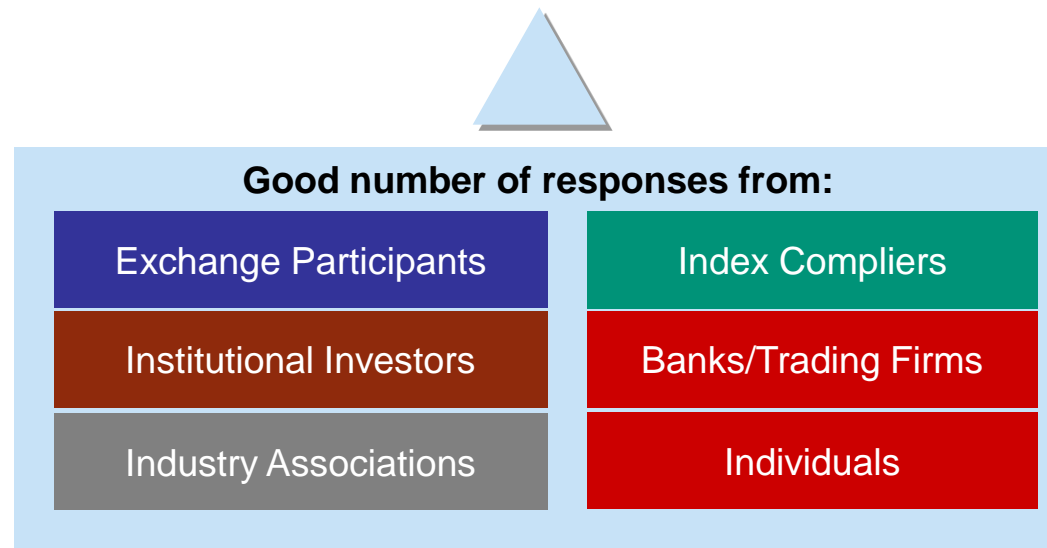 Good number of responses from:
Exchange Participants
Index Compliers
Institutional Investors
Banks/Trading Firms
Industry Associations
Individuals